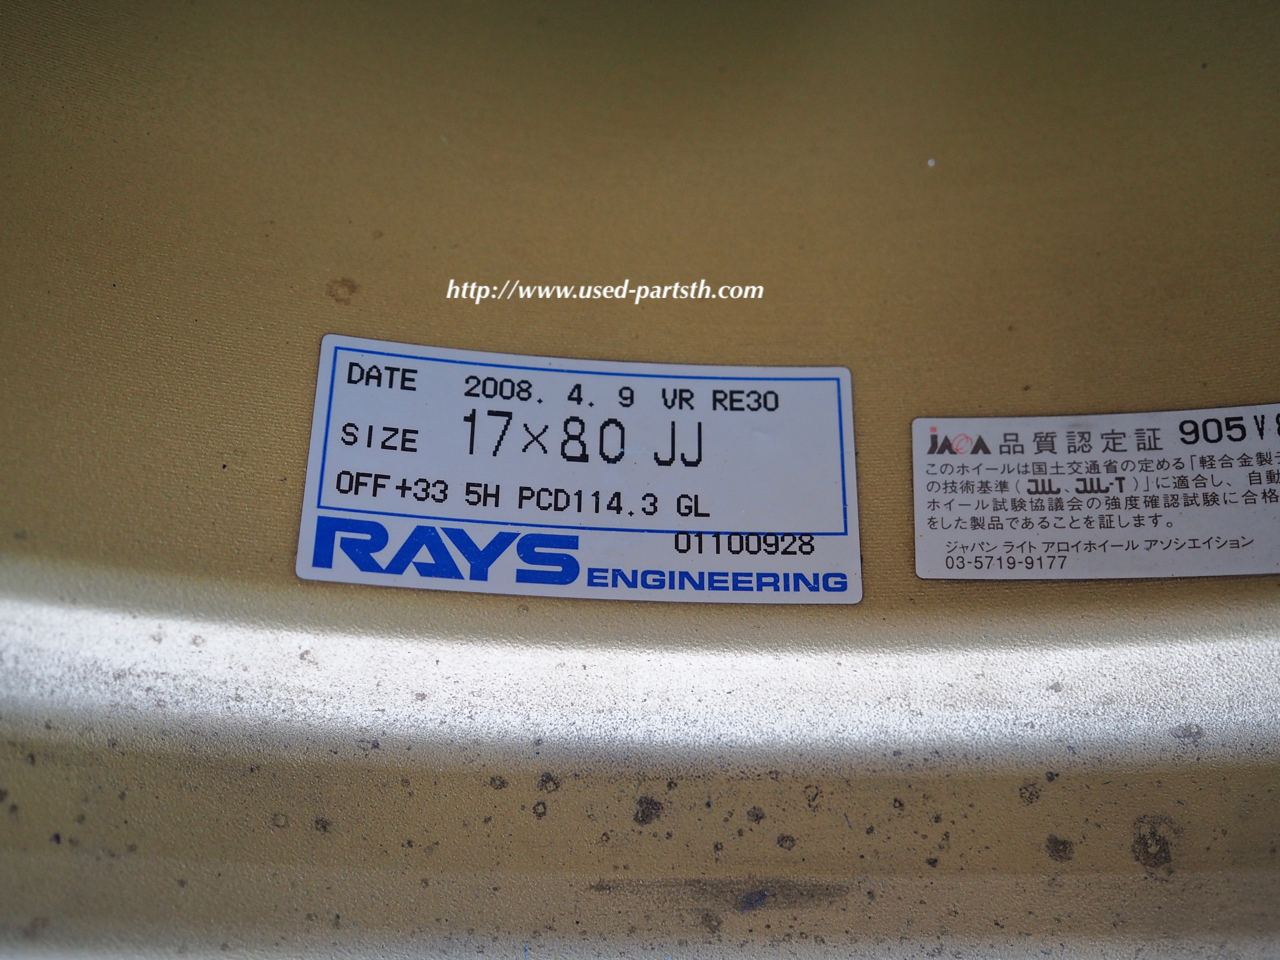 http://www.used-partsth.com
DATE 2008. 4. 9 VR RE30
SIZE 17×8.0 JJ
OFF +33 5H PCD114.3 GL
01100928
RAYS ENGINEERING
JAWA 品質認定証 905V
このホイールは国土交通省の定める「軽合金製
の技術基準(JWL、JWL-T)」に適合し、自動
ホイール試験協議会の強度確認試験に合格
をした製品であることを証します。
ジャパン ライト アロイホイール アソシエイション
03-5719-9177